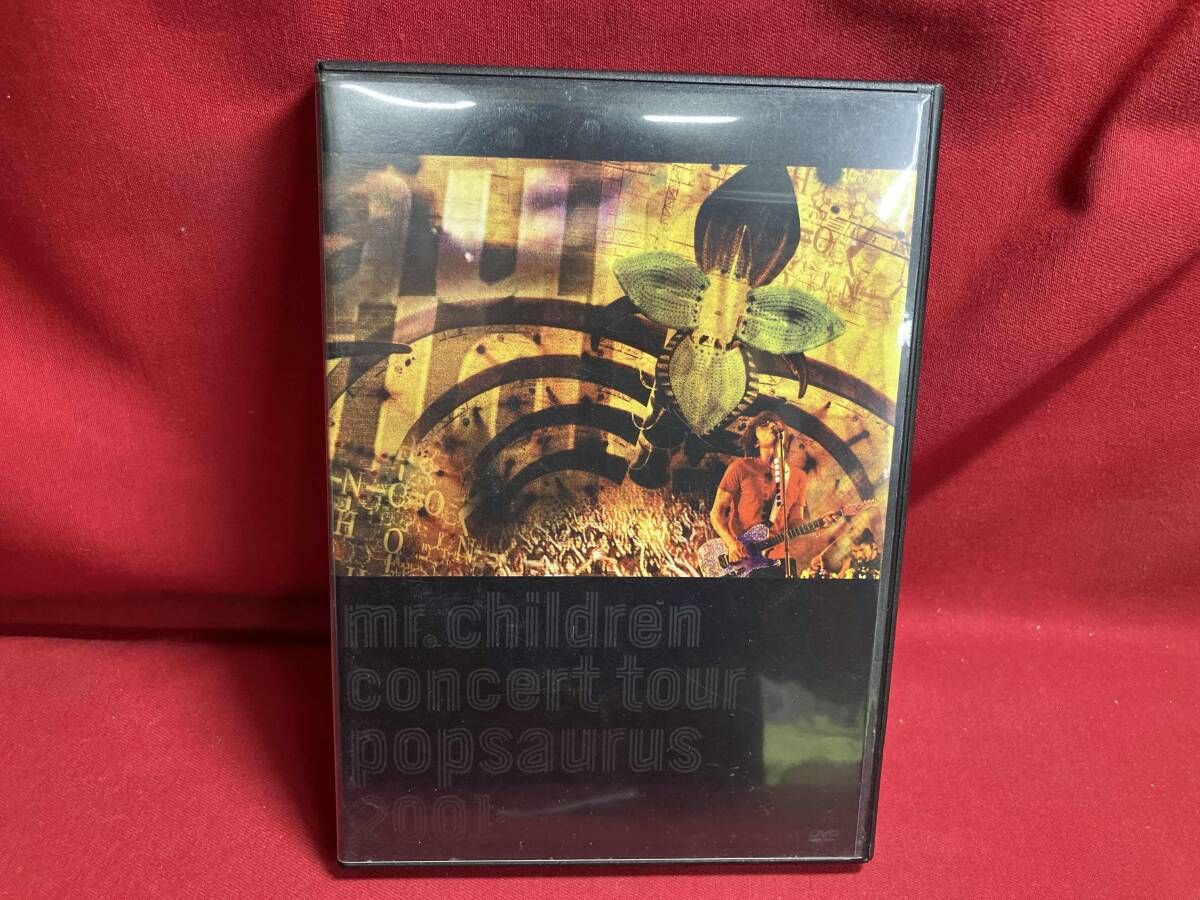 mr.children
concert tour
popsaurus
2001
DVD